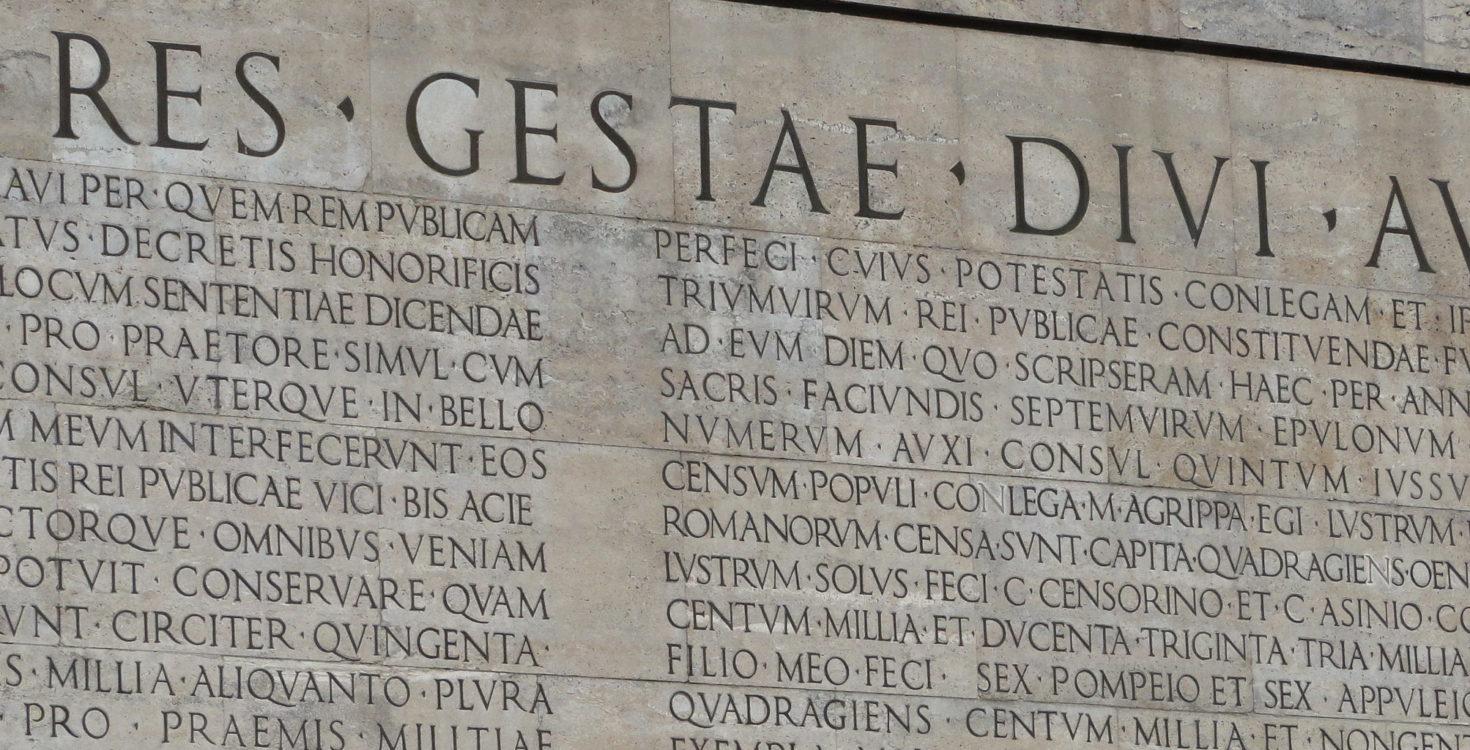 RES · GESTAE · DIVI ·
AVI PER · QVEM REM PVBLICAM
DECRETIS HONORIFICIS
LOCVM SENTENTIAE DICENDAE
· PRO · PRAETORE · SIMVL · CVM
CONSVL · VTERQVE · IN · BELLO
MEVM INTERFECERVNT · EOS
TIS REI PVBLICAE VICI · BIS ACIE
OMNIBVS · VENIAM
POTVIT · CONSERVARE · QVAM
CIRCITER · QVINGENTA ·
MILLIA · ALIQVANTO · PLVRA
· PRO · PRAEMIS · MILITIAE
PERFECI · CVIVS · POTESTATIS · CONLEGAM · ET ·
TRIVMVIRVM · REI · PVBLICAE · CONSTITVENDAE ·
AD · EVM DIEM · QVO · SCRIPSERAM · HAEC · PER ·
SACRIS · FACIVNDIS · SEPTEMVIRVM · EPVLONVM ·
NVMERVM · AVXI · CONSVL · QVINTVM ·
CENSVM · POPVLI · CONLEGA · M · AGRIPPA · EGI · LVSTRVM ·
ROMANORVM · CENSA · SVNT · CAPITA · QVADRAGIENS ·
LVSTRVM · SOLVS · FECI · C · CENSORINO · ET · C · ASINIO ·
CENTVM · MILLIA · ET · DVCENTA · TRIGINTA · TRIA · MILLIA
FILIO · MEO · FECI · SEX · POMPEIO ET SEX ·
QVADRAGIENS · CENTVM · MILLIA · ET ·